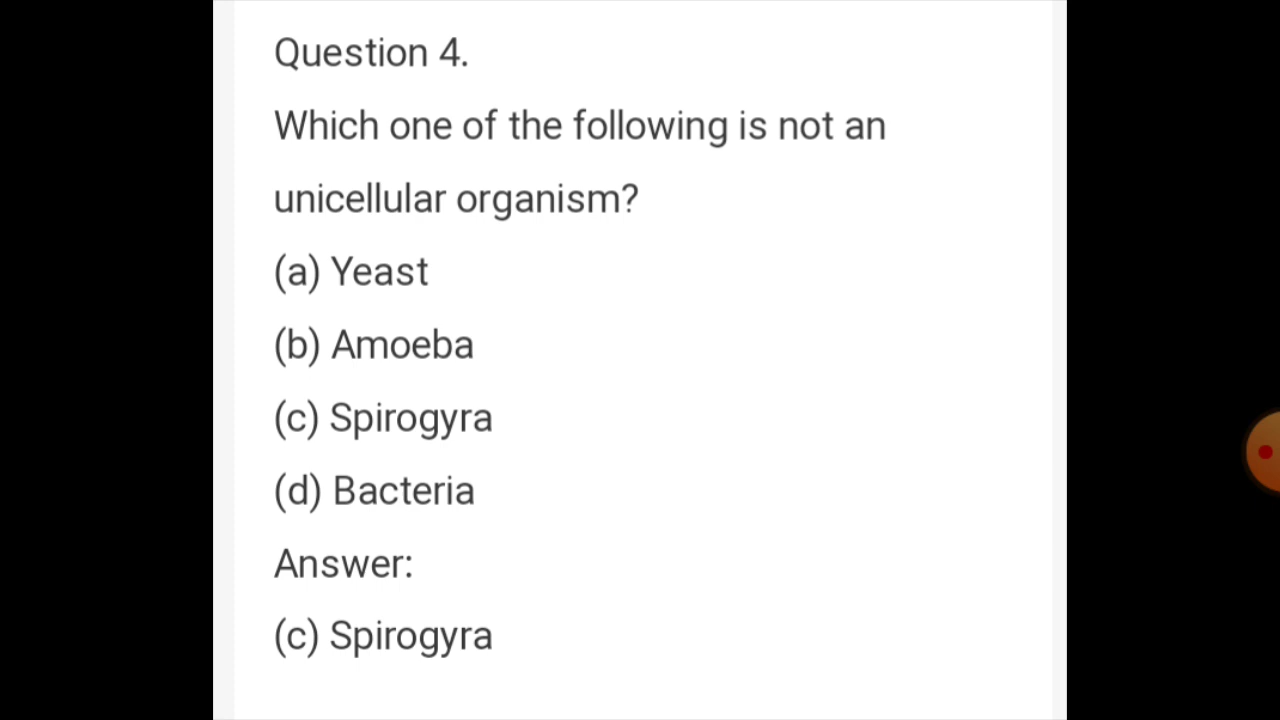 Question 4.
Which one of the following is not an
unicellular organism?
(a) Yeast
(b) Amoeba
(c) Spirogyra
(d) Bacteria
Answer:
(c) Spirogyra